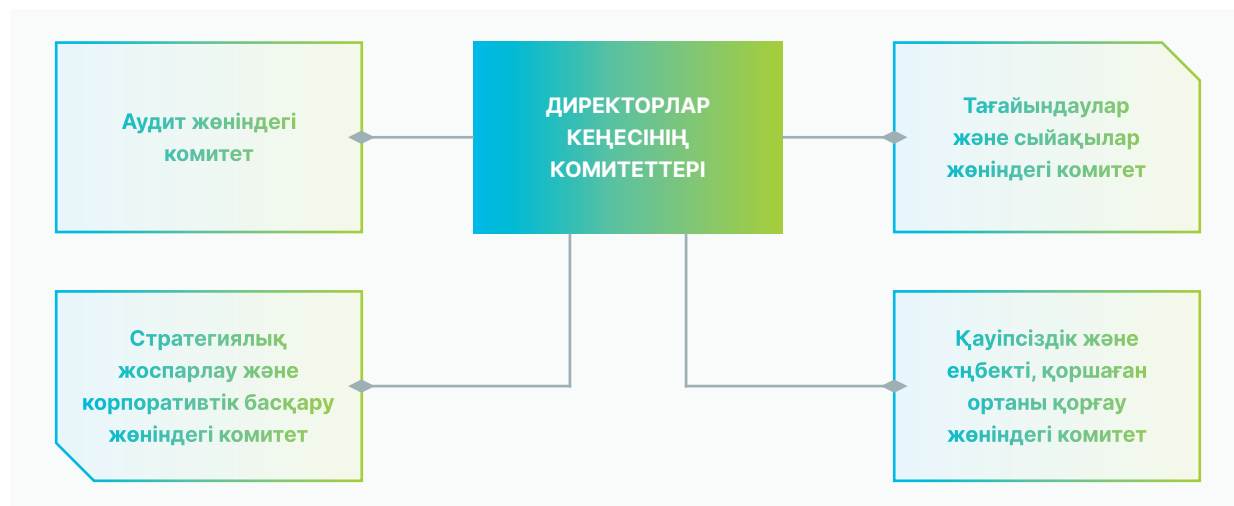 Аудит жөніндегі
комитет
ДИРЕКТОРЛАР
КЕҢЕСІНІҢ
КОМИТЕТТЕРІ
Тағайындаулар
және сыйақылар
жөніндегі комитет
Стратегиялық
жоспарлау және
корпоративтік басқару
жөніндегі комитет
Қауіпсіздік және
еңбекті, қоршаған
ортаны қорғау
жөніндегі комитет